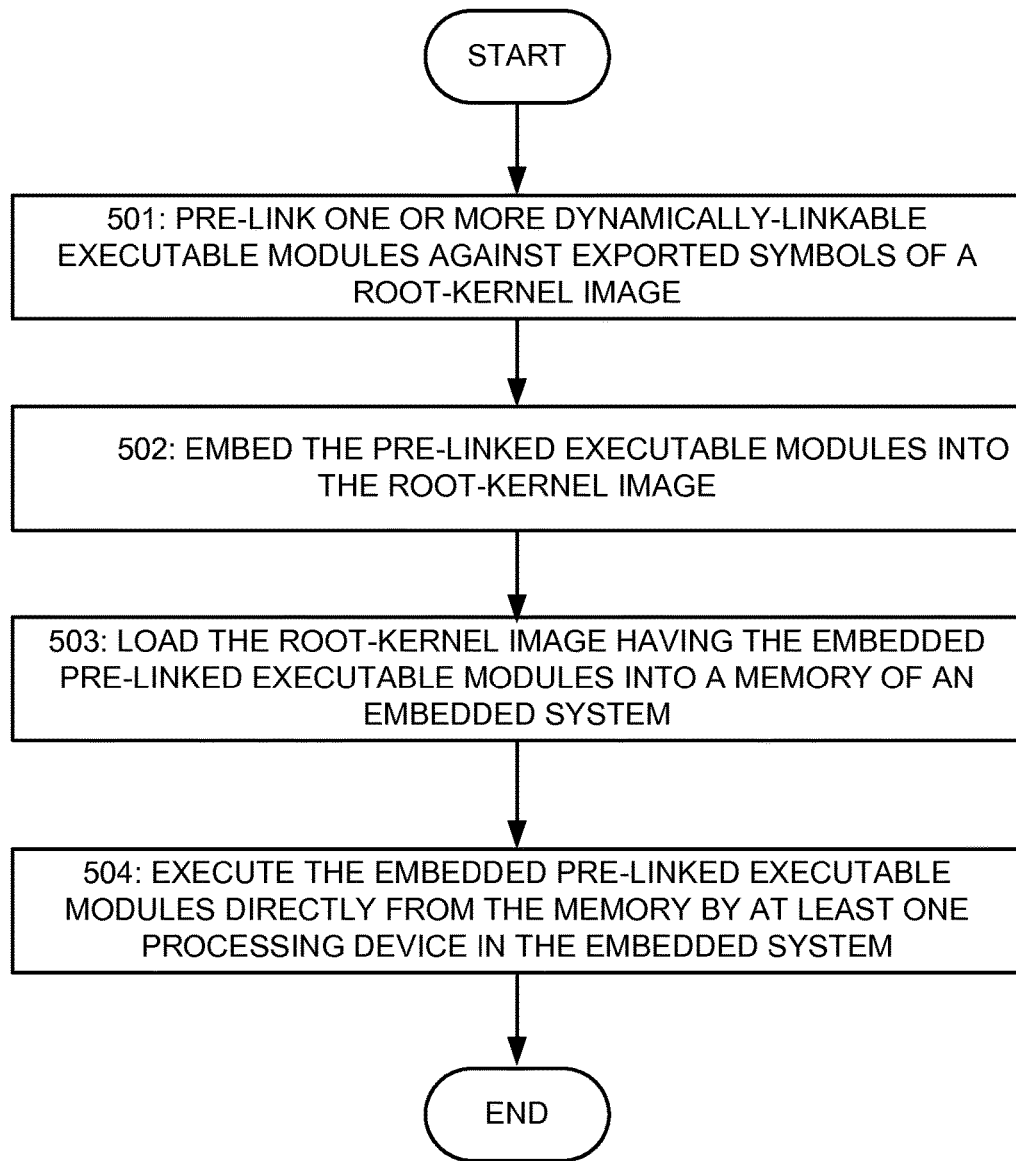 START
501: PRE-LINK ONE OR MORE DYNAMICALLY-LINKABLE
EXECUTABLE MODULES AGAINST EXPORTED SYMBOLS OF A
ROOT-KERNEL IMAGE
502: EMBED THE PRE-LINKED EXECUTABLE MODULES INTO
THE ROOT-KERNEL IMAGE
503: LOAD THE ROOT-KERNEL IMAGE HAVING THE EMBEDDED
PRE-LINKED EXECUTABLE MODULES INTO A MEMORY OF AN
EMBEDDED SYSTEM
504: EXECUTE THE EMBEDDED PRE-LINKED EXECUTABLE
MODULES DIRECTLY FROM THE MEMORY BY AT LEAST ONE
PROCESSING DEVICE IN THE EMBEDDED SYSTEM
END